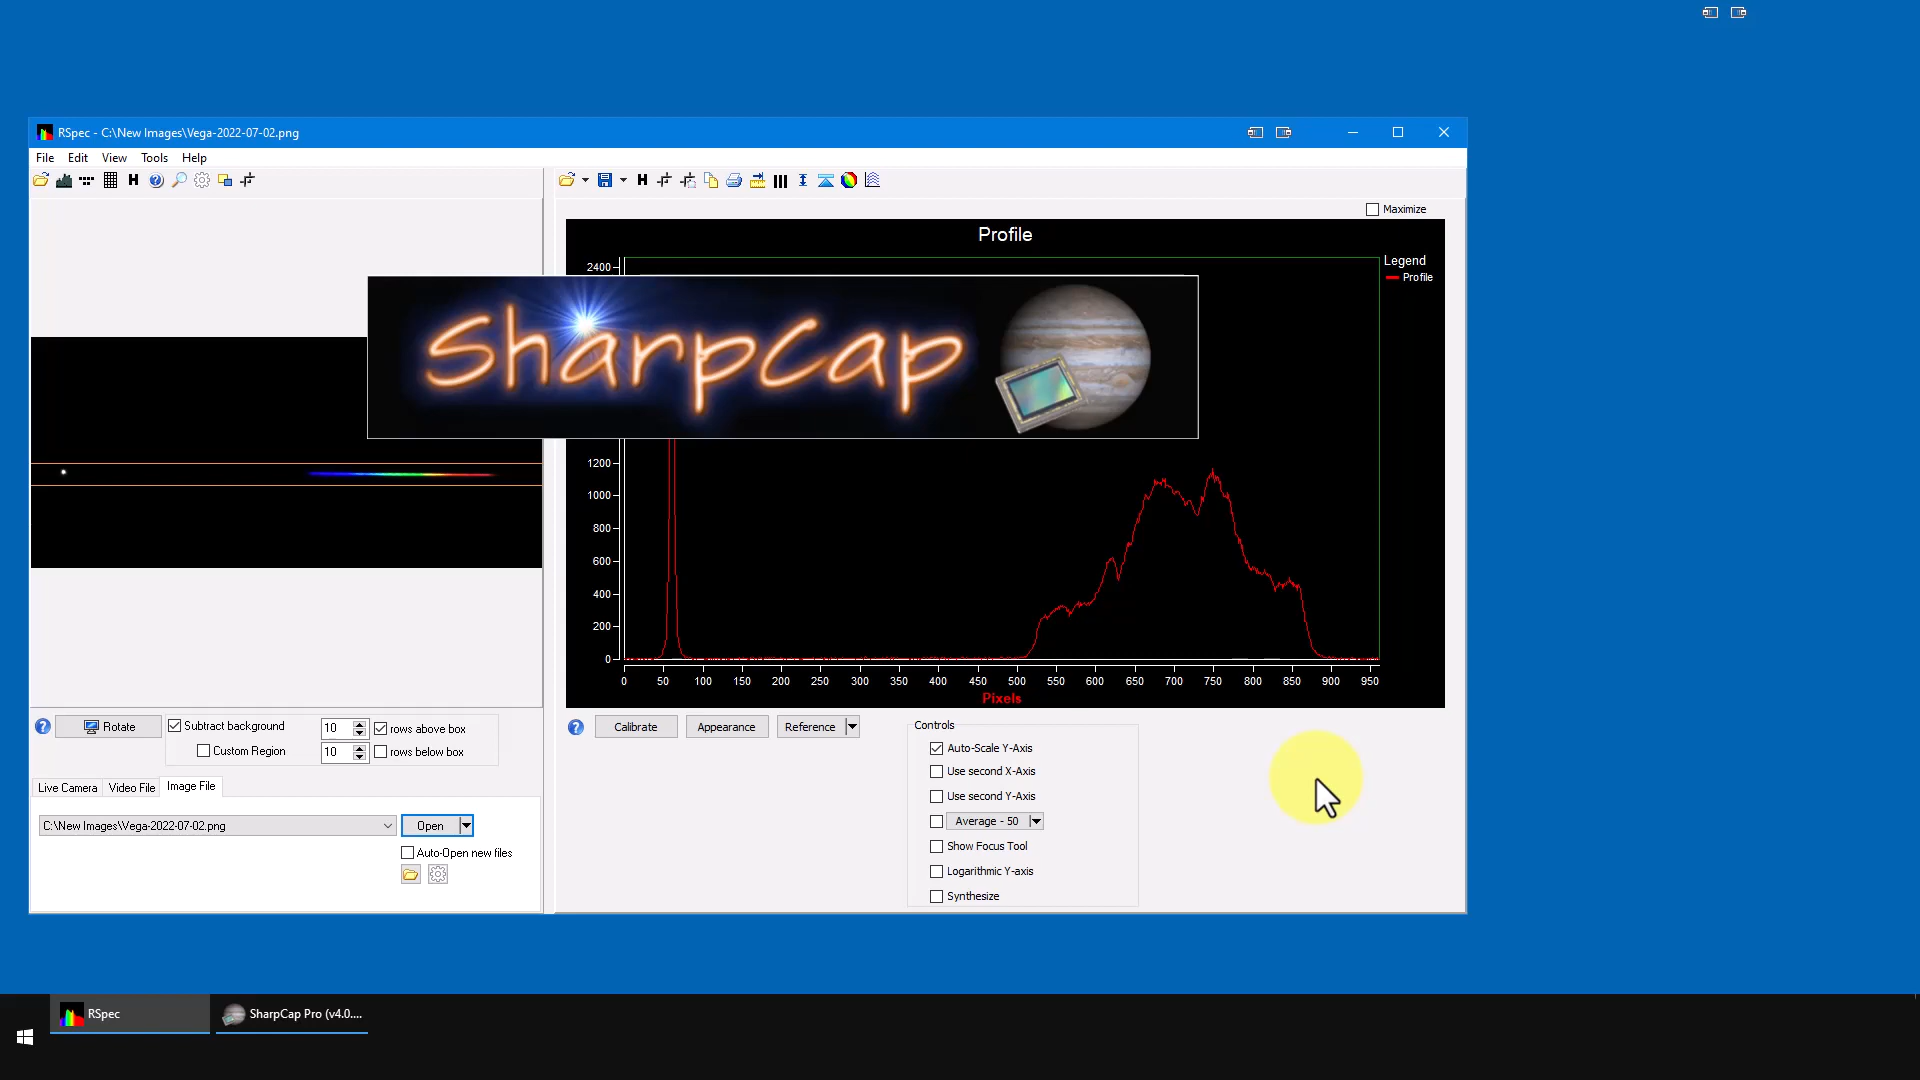 RSpec - C:\New Images\Vega-2022-07-02.png
File Edit View Tools Help
H
H
Maximize
Profile
Legend
Profile
2400
SharpCap
1200
1000
800
600
400
200
0
0 50 100 150 200 250 300 350 400 450 500 550 600 650 700 750 800 850 900 950
Pixels
Rotate
Subtract background
10
rows above box
Custom Region
10
rows below box
Calibrate
Appearance
Reference
Controls
Auto-Scale Y-Axis
Use second X-Axis
Use second Y-Axis
Average - 50
Show Focus Tool
Logarithmic Y-axis
Synthesize
Live Camera Video File Image File
C:\New Images\Vega-2022-07-02.png
Open
Auto-Open new files
RSpec
SharpCap Pro (v4.0....